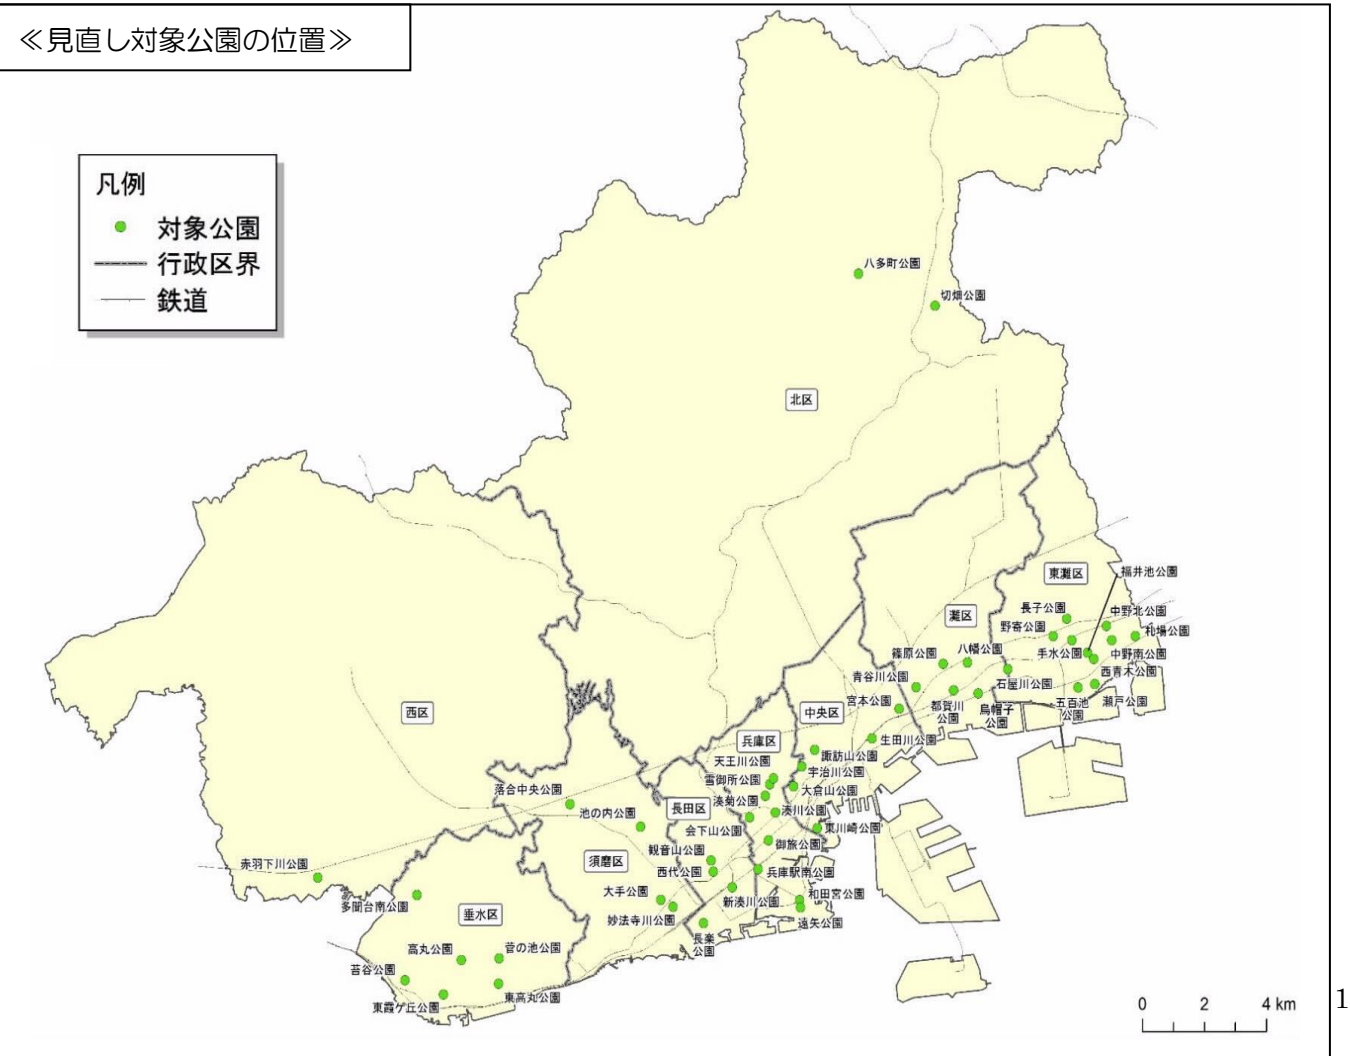 ≪見直し対象公園の位置≫
凡例
対象公園
行政区界
鉄道
八多町公園
切畑公園
北区
東灘区
福井池公園
長子公園
中野北公園
灘区
野寄公園
札場公園
篠原公園
八幡公園
手水公園
中野南公園
青谷川公園
石屋川公園
西青木公園
宮本公園
都賀川
公園
烏帽子
公園
五百池
公園
瀬戸公園
西区
中央区
兵庫区
生田川公園
天王川公園
諏訪山公園
雪御所公園
宇治川公園
落合中央公園
大倉山公園
湊菊公園
長田区
池の内公園
湊川公園
会下山公園
東川崎公園
観音山公園
御旅公園
赤羽下川公園
須磨区
西代公園
兵庫駅南公園
大手公園
和田宮公園
多聞台南公園
新湊川公園
垂水区
妙法寺川公園
遠矢公園
長楽
公園
高丸公園
菅の池公園
苔谷公園
東高丸公園
東霞ケ丘公園
0 2 4 km
1